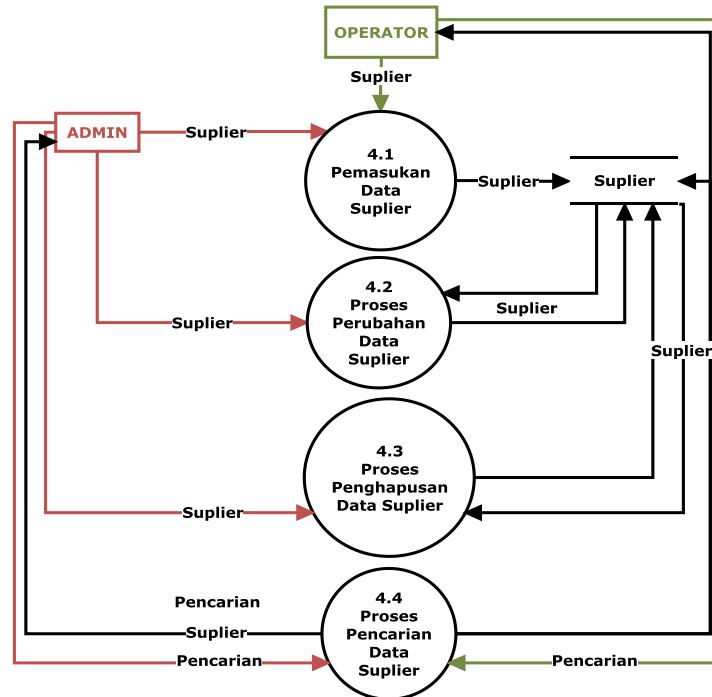 OPERATOR
Suplier
ADMIN
Suplier
4.1
Pemasukan
Data
Suplier
Suplier
Suplier
4.2
Proses
Perubahan
Data
Suplier
Suplier
Suplier
Suplier
4.3
Proses
Penghapusan
Data Suplier
Suplier
Pencarian
Suplier
Pencarian
4.4
Proses
Pencarian
Data
Suplier
Pencarian